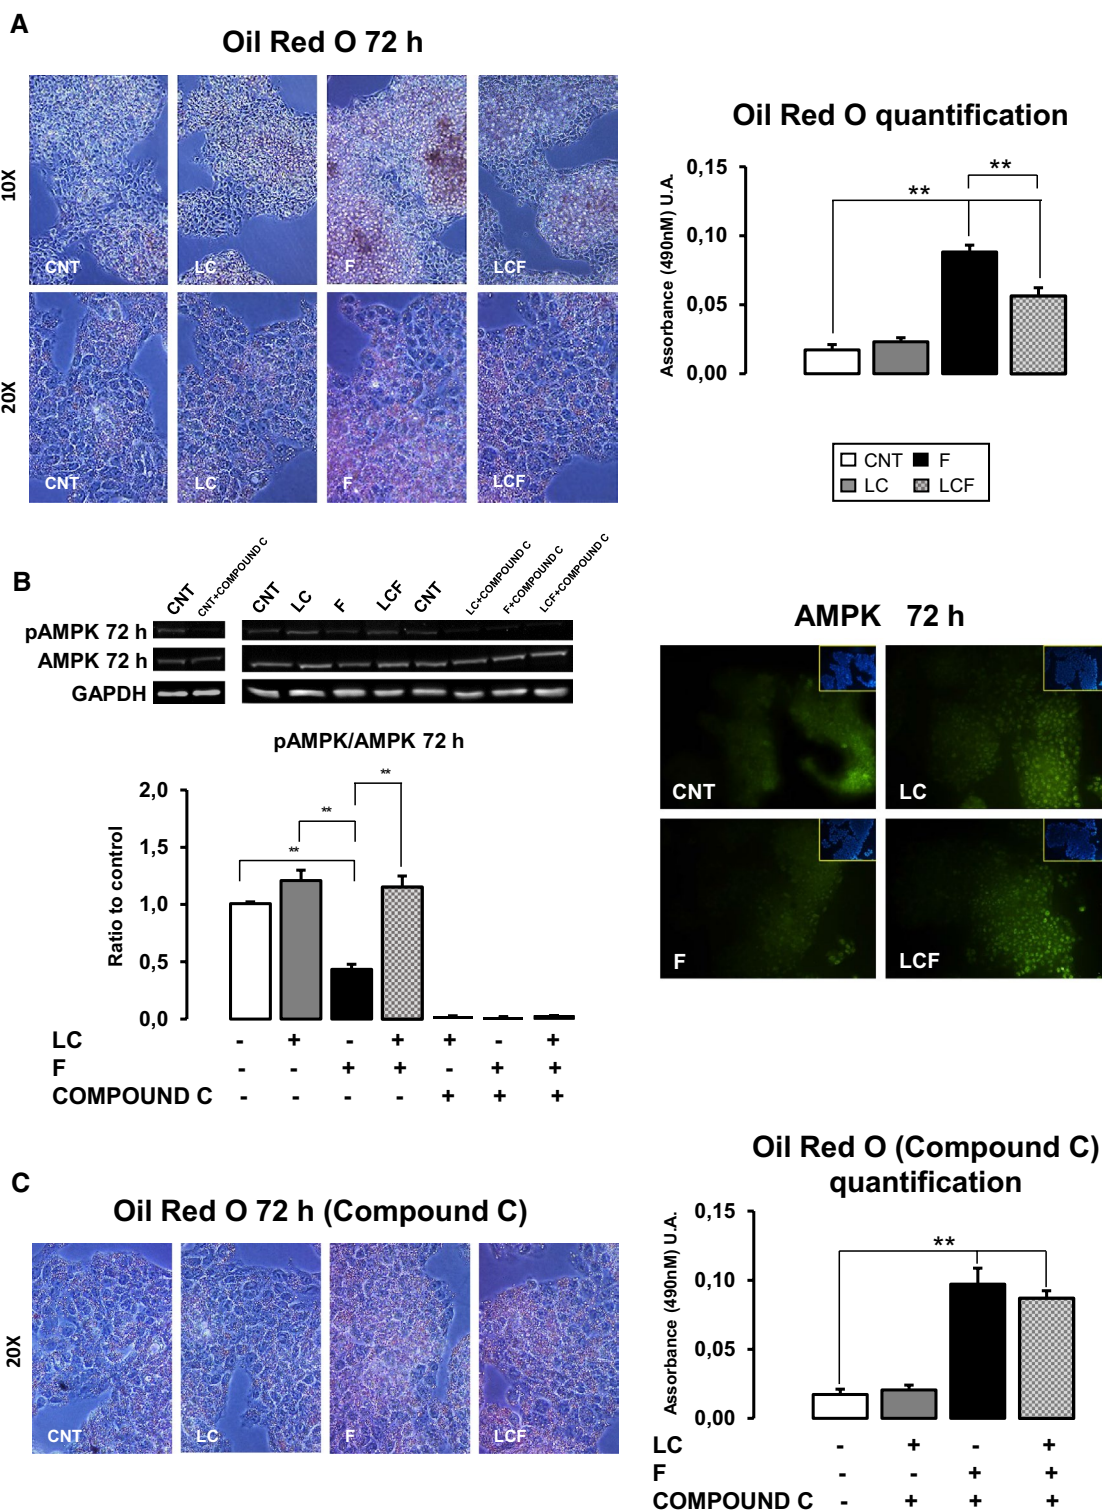 A
Oil Red O 72 h
10X
CNT
LC
F
LCF
20X
CNT
LC
F
LCF
Oil Red O quantification
Assorbance (490nM) U.A.
0,15
0,10
0,05
0,00
**
**
CNT F
LC LCF
B
CNT
CNT+COMPOUND C
CNT
LC
F
LCF
CNT
LC+COMPOUND C
F+COMPOUND C
LCF+COMPOUND C
pAMPK 72 h
AMPK 72 h
GAPDH
pAMPK/AMPK 72 h
Ratio to control
2,0
1,5
1,0
0,5
0,0
**
**
**
LC - + - + + - +
F - - + + - + +
COMPOUND C - - - - + + +
AMPK 72 h
CNT
LC
F
LCF
C
Oil Red O 72 h (Compound C)
20X
CNT
LC
F
LCF
Oil Red O (Compound C)
quantification
Assorbance (490nM) U.A.
0,15
0,10
0,05
0,00
**
LC - + - +
F - - + +
COMPOUND C - + + +